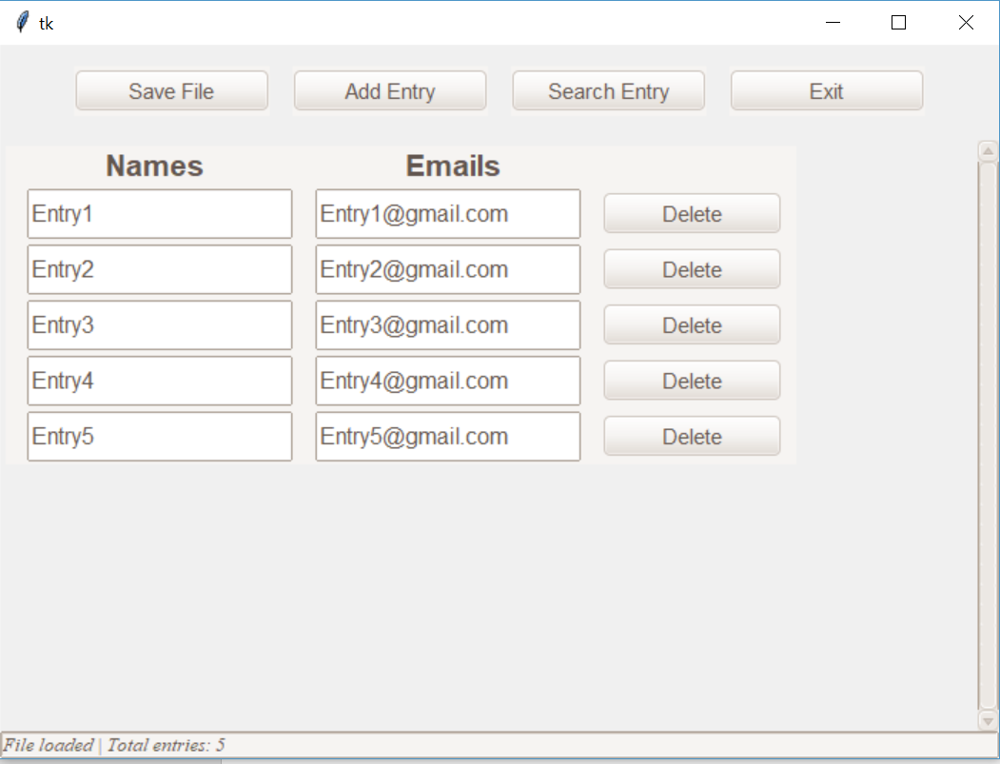 tk
Save File Add Entry Search Entry Exit
Names Emails
Entry1 Entry1@gmail.com Delete
Entry2 Entry2@gmail.com Delete
Entry3 Entry3@gmail.com Delete
Entry4 Entry4@gmail.com Delete
Entry5 Entry5@gmail.com Delete
File loaded | Total entries: 5